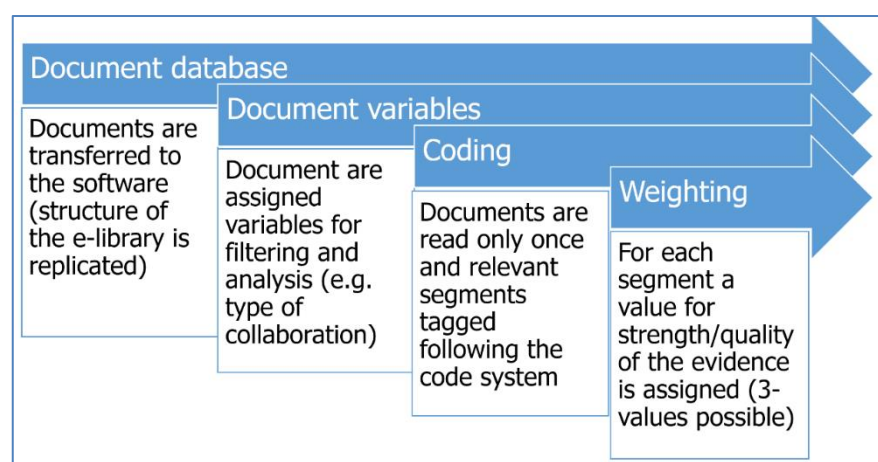 Document database
Documents are
transferred to
the software
(structure of
the e-library is
replicated)
Document variables
Document are
assigned
variables for
filtering and
analysis (e.g.
type of
collaboration)
Coding
Documents are
read only once
and relevant
segments
tagged
following the
code system
Weighting
For each
segment a
value for
strength/quality
of the evidence
is assigned (3-
values possible)